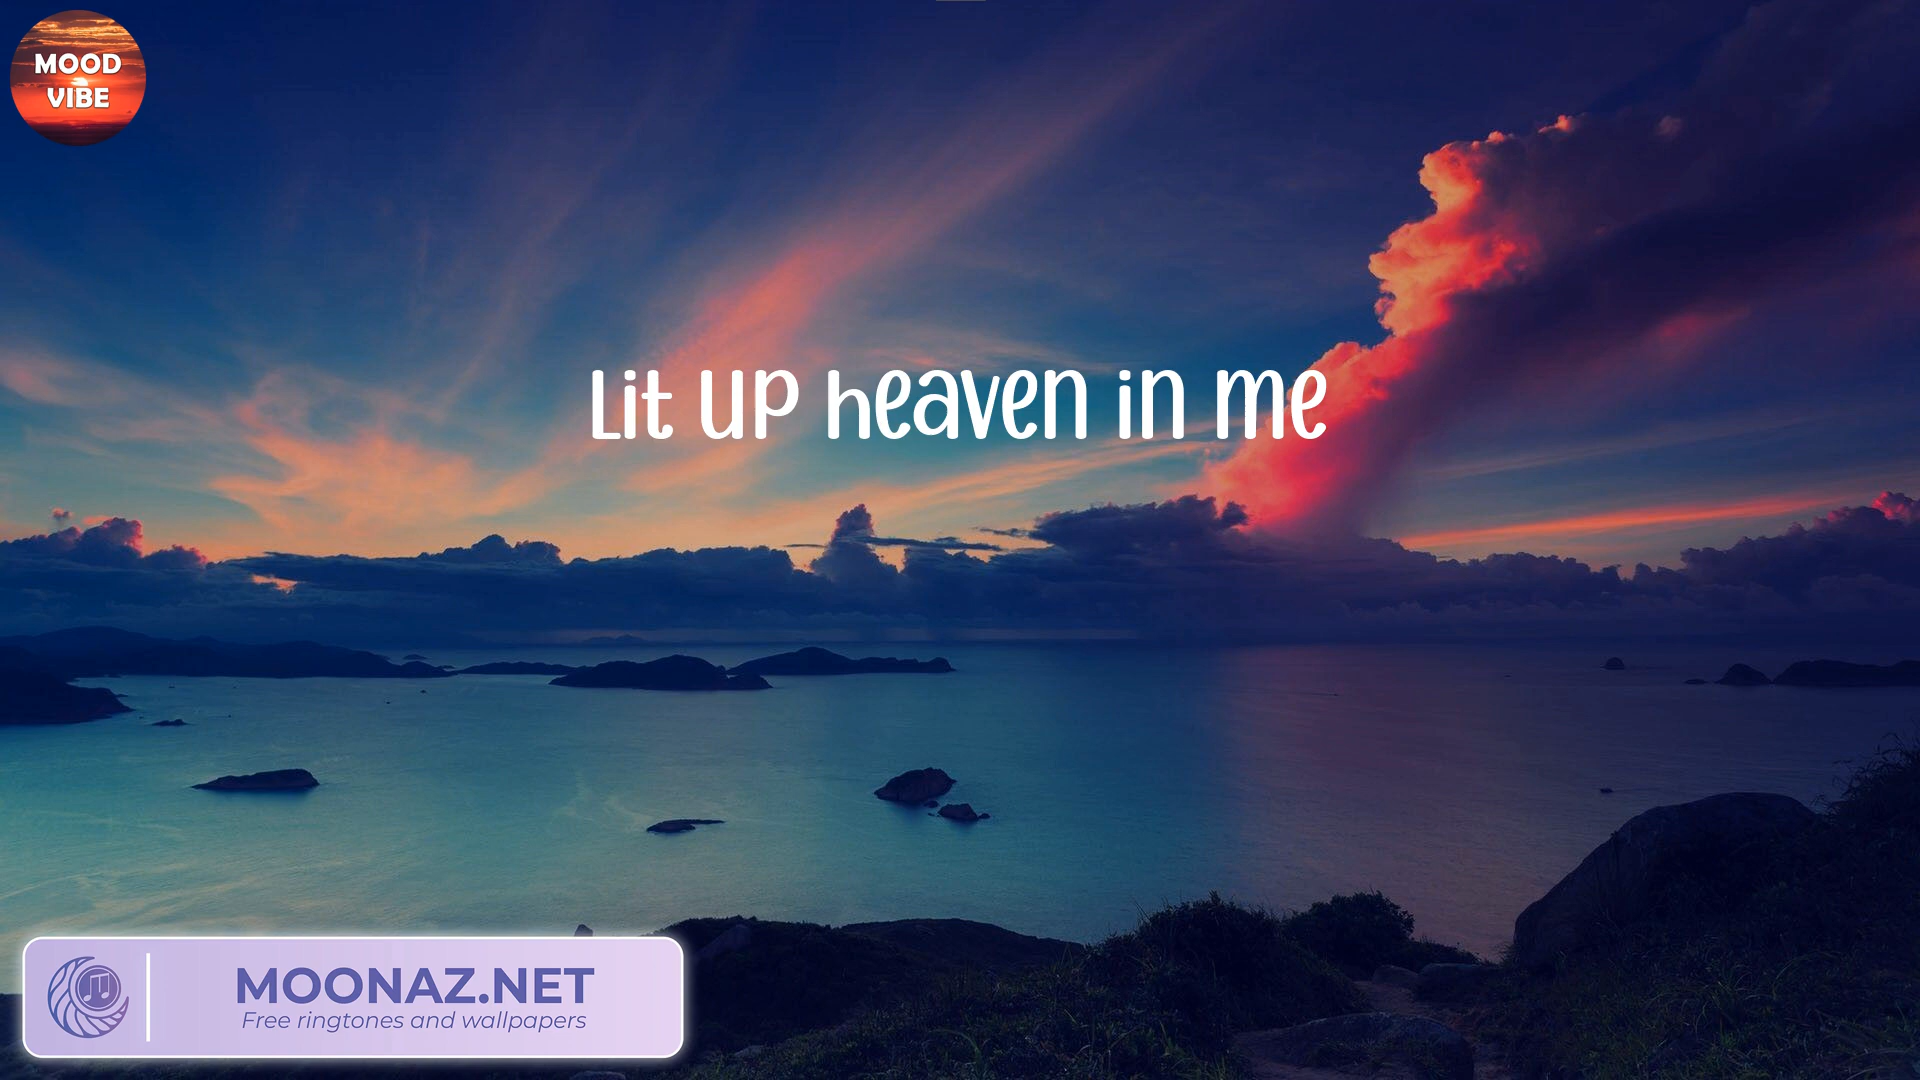 MOOD
VIBE
Lit up heaven in me
MOONAZ.NET
Free ringtones and wallpapers